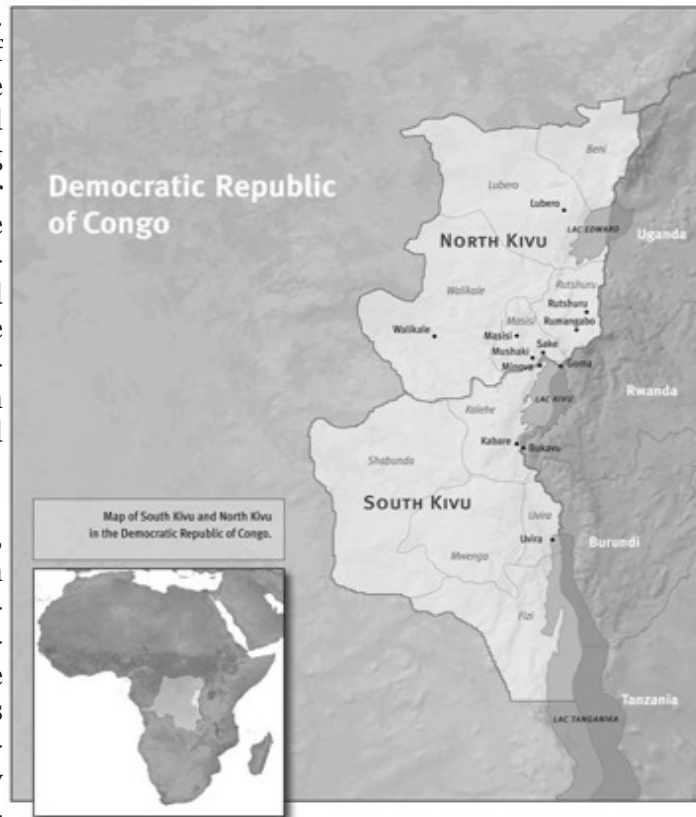 Democratic Republic
of Congo
Beni
Lubero
Lubero
LAC EDWARD
Uganda
NORTH KIVU
Rutshuru
Walikale
Rutshuru
Masisi
Rumangabo
Walikale
Masisi
Sake
Mushaki
Minova
Goma
Rwanda
LAC KIVU
Kalehe
Kabare
Bukavu
Shabunda
SOUTH KIVU
Uvira
Map of South Kivu and North Kivu
in the Democratic Republic of Congo.
Uvira
Burundi
Mwenga
Fizi
Tanzania
LAC TANGANIKA